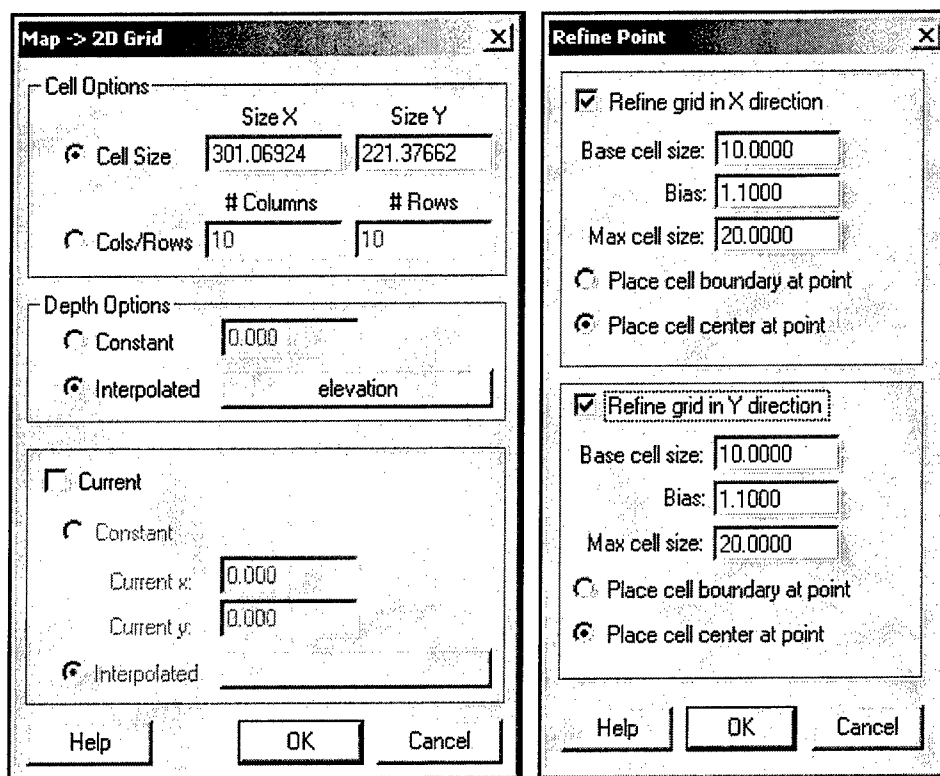 Map -> 2D Grid
Cell Options
Size X Size Y
Cell Size 301.06924 221.37662
# Columns # Rows
Cols/Rows 10 10
Depth Options
Constant 0.000
Interpolated elevation
Current
Constant
Current x: 0.000
Current y: 0.000
Interpolated
Help OK Cancel
Refine Point
Refine grid in X direction
Base cell size: 10.0000
Bias: 1.1000
Max cell size: 20.0000
Place cell boundary at point
Place cell center at point
Refine grid in Y direction
Base cell size: 10.0000
Bias: 1.1000
Max cell size: 20.0000
Place cell boundary at point
Place cell center at point
Help OK Cancel